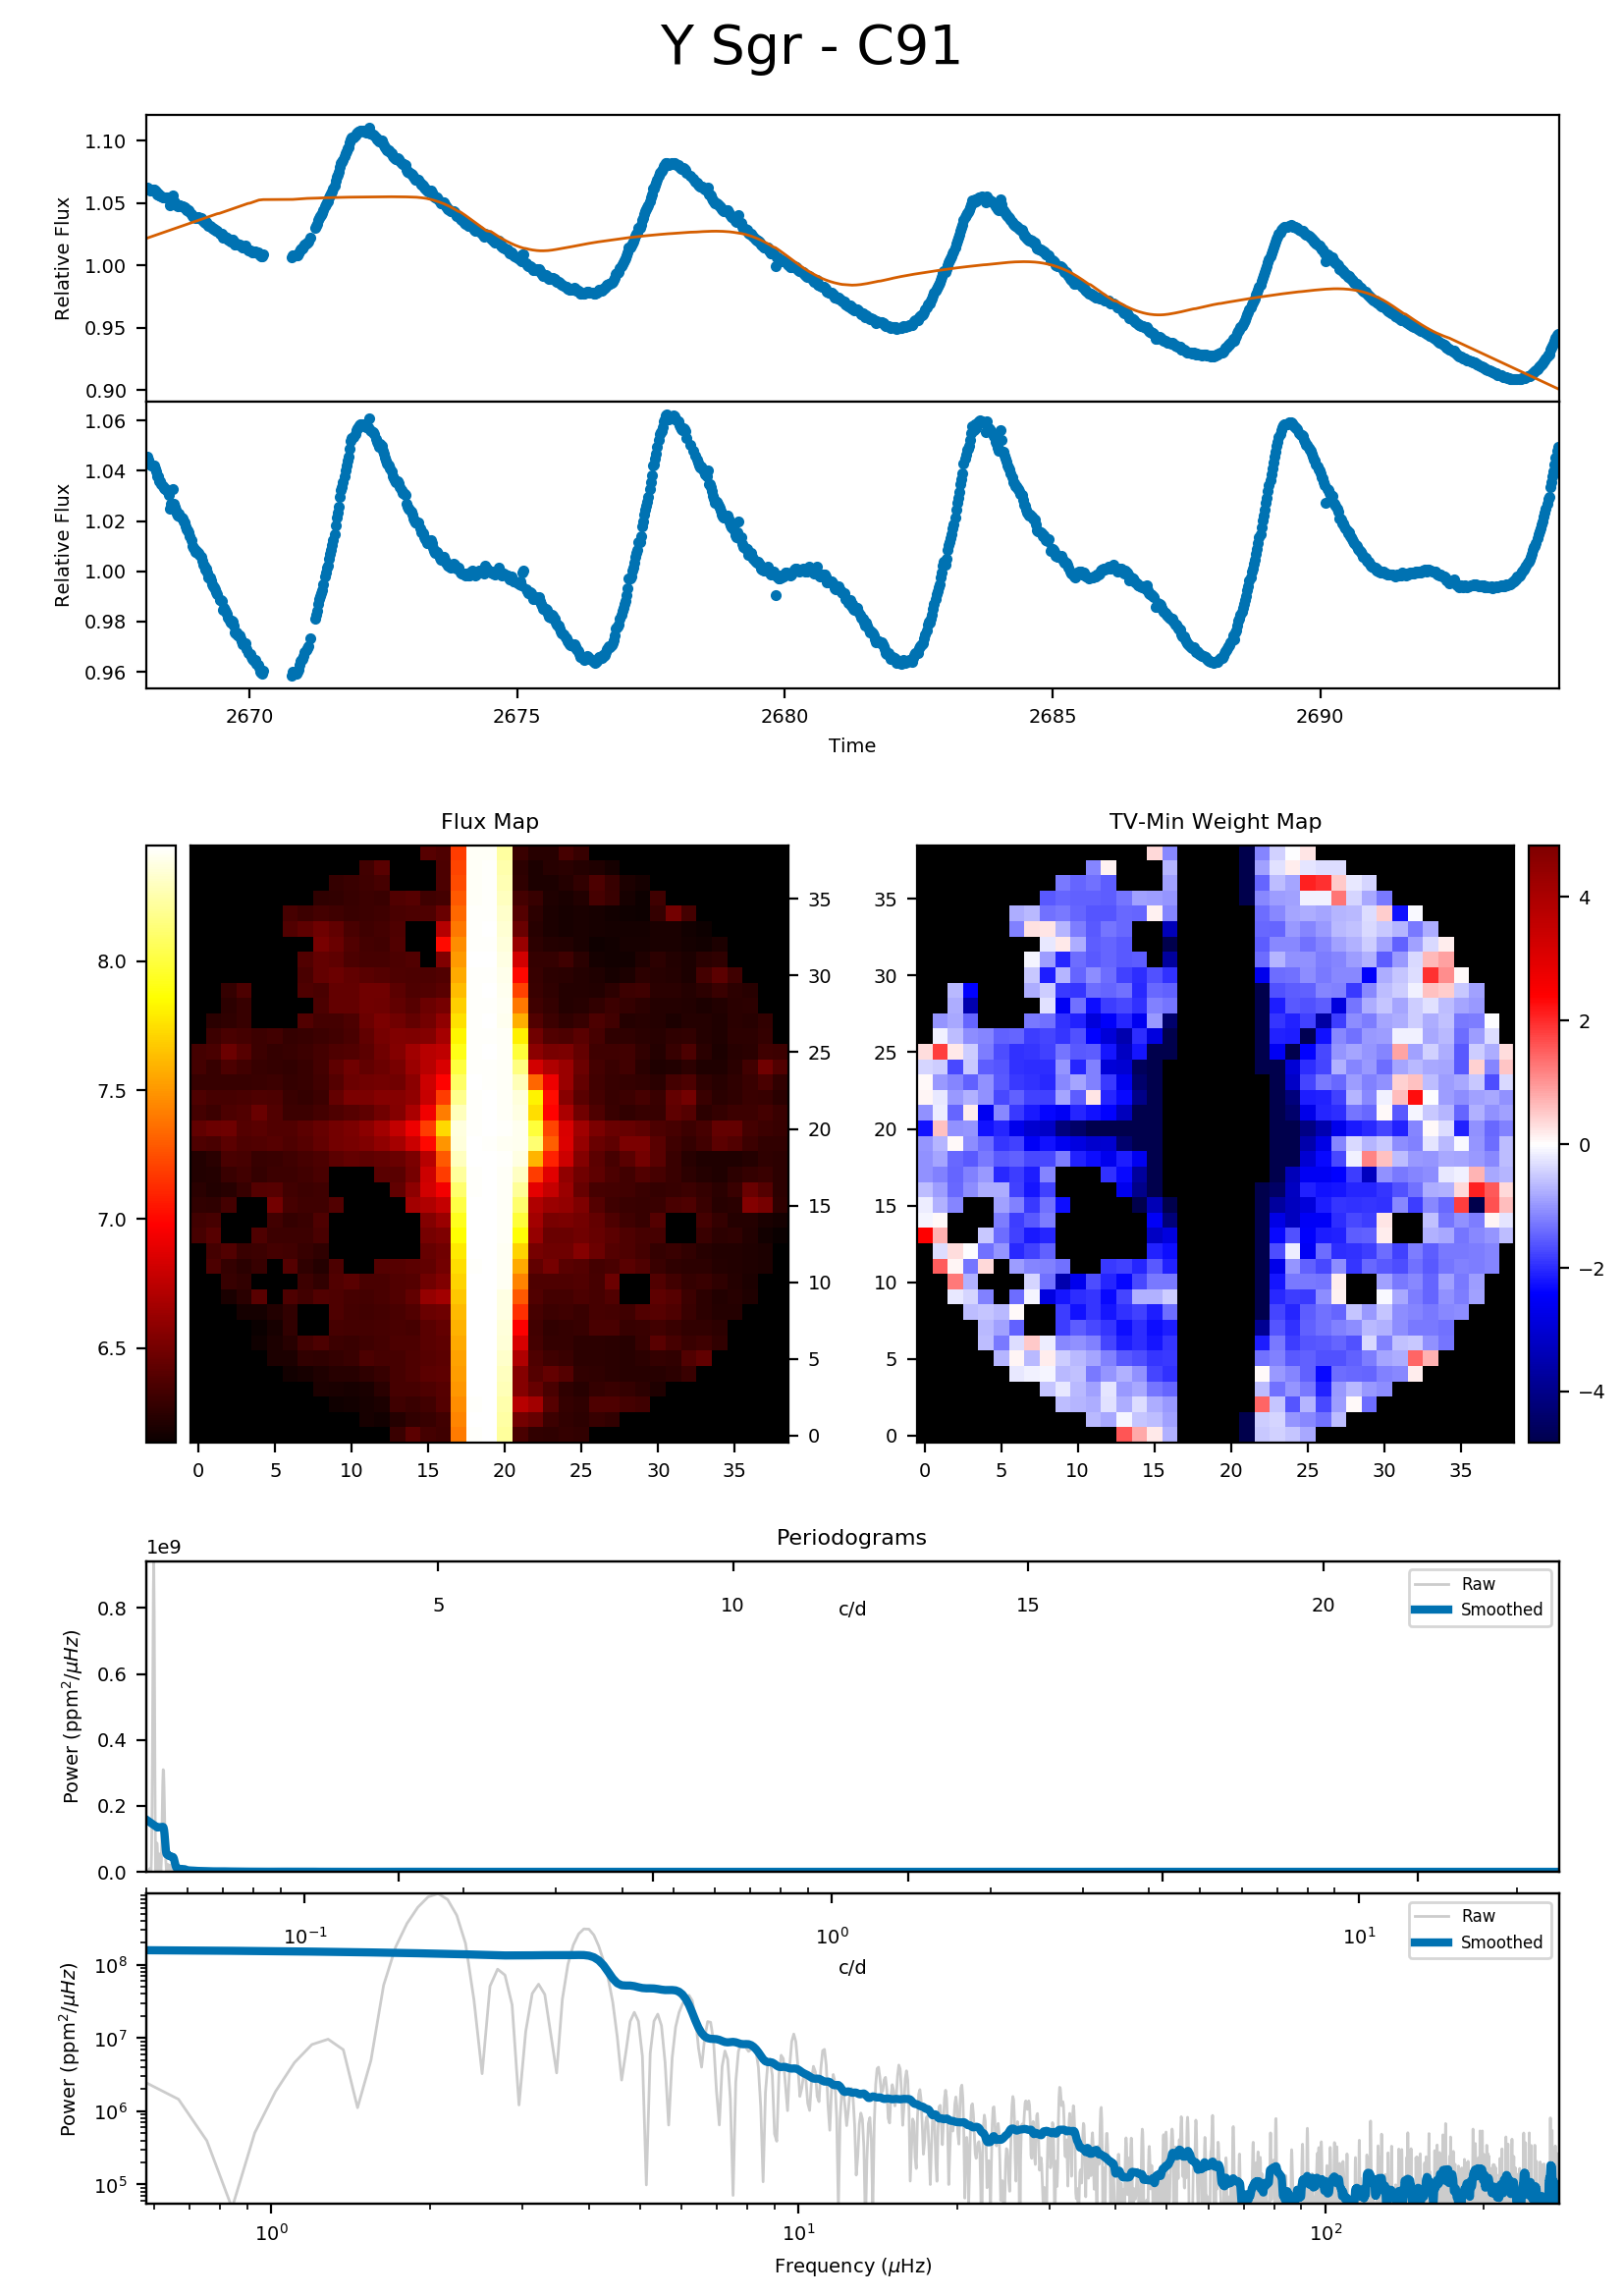 Y Sgr - C91
Relative Flux
1.10
1.05
1.00
0.95
0.90
Relative Flux
1.06
1.04
1.02
1.00
0.98
0.96
2670 2675 2680 2685 2690
Time
Flux Map
8.0
7.5
7.0
6.5
35
30
25
20
15
10
5
0
0 5 10 15 20 25 30 35
TV-Min Weight Map
35
30
25
20
15
10
5
0
0 5 10 15 20 25 30 35
4
2
0
−2
−4
Periodograms
1e9
Power (ppm²/μHz)
0.8
0.6
0.4
0.2
0.0
5 10 15 20
c/d
Raw
Smoothed
Power (ppm²/μHz)
10⁸
10⁷
10⁶
10⁵
10⁻¹ 10⁰ 10¹
c/d
Raw
Smoothed
10⁰ 10¹ 10²
Frequency (μHz)